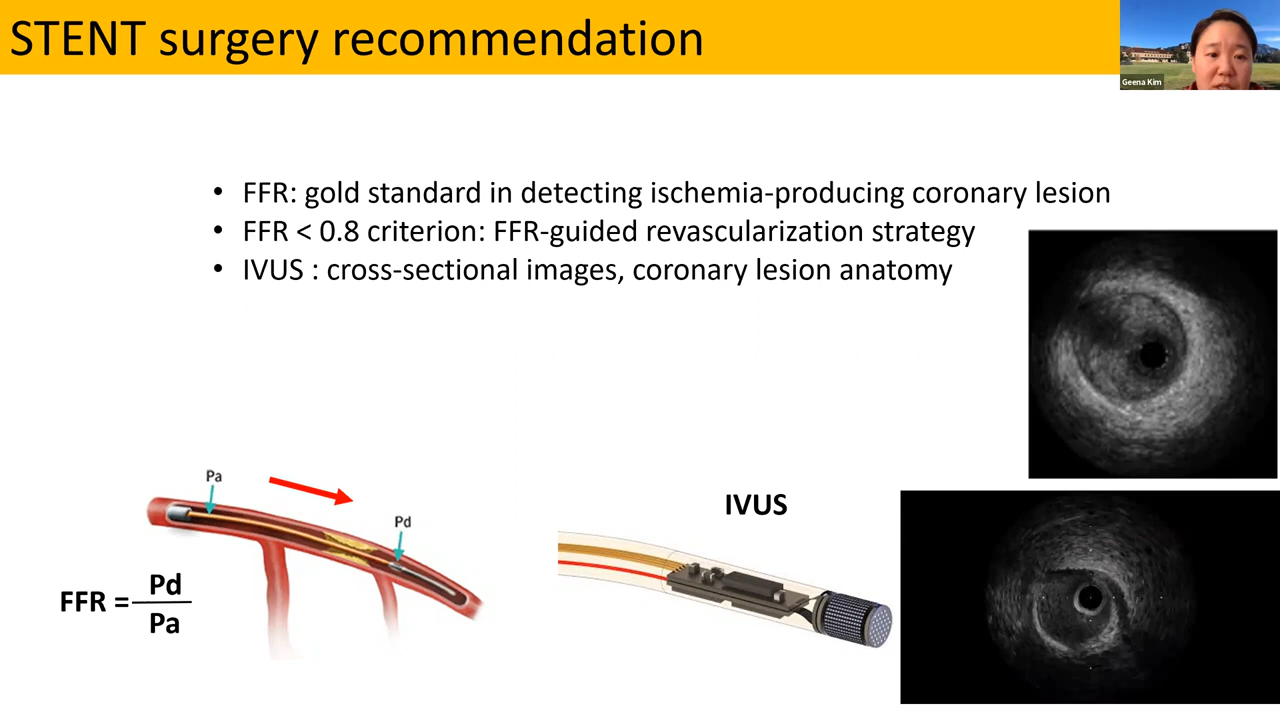 STENT surgery recommendation
Geena Kim
• FFR: gold standard in detecting ischemia-producing coronary lesion
• FFR < 0.8 criterion: FFR-guided revascularization strategy
• IVUS : cross-sectional images, coronary lesion anatomy
Pa
Pd
IVUS
FFR = Pd
Pa